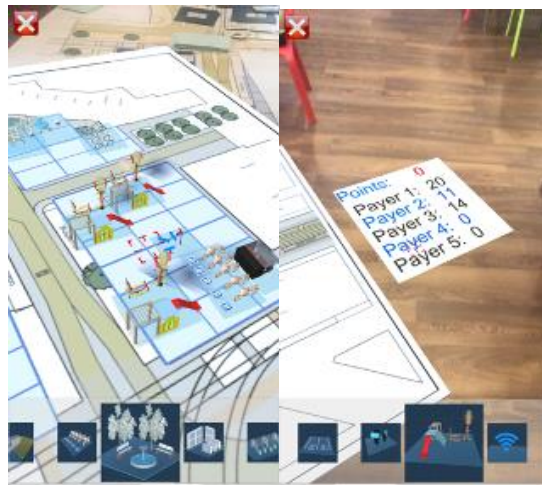 Points: 0
Payer 1: 20
Payer 2: 11
Payer 3: 14
Payer 4: 0
Payer 5: 0